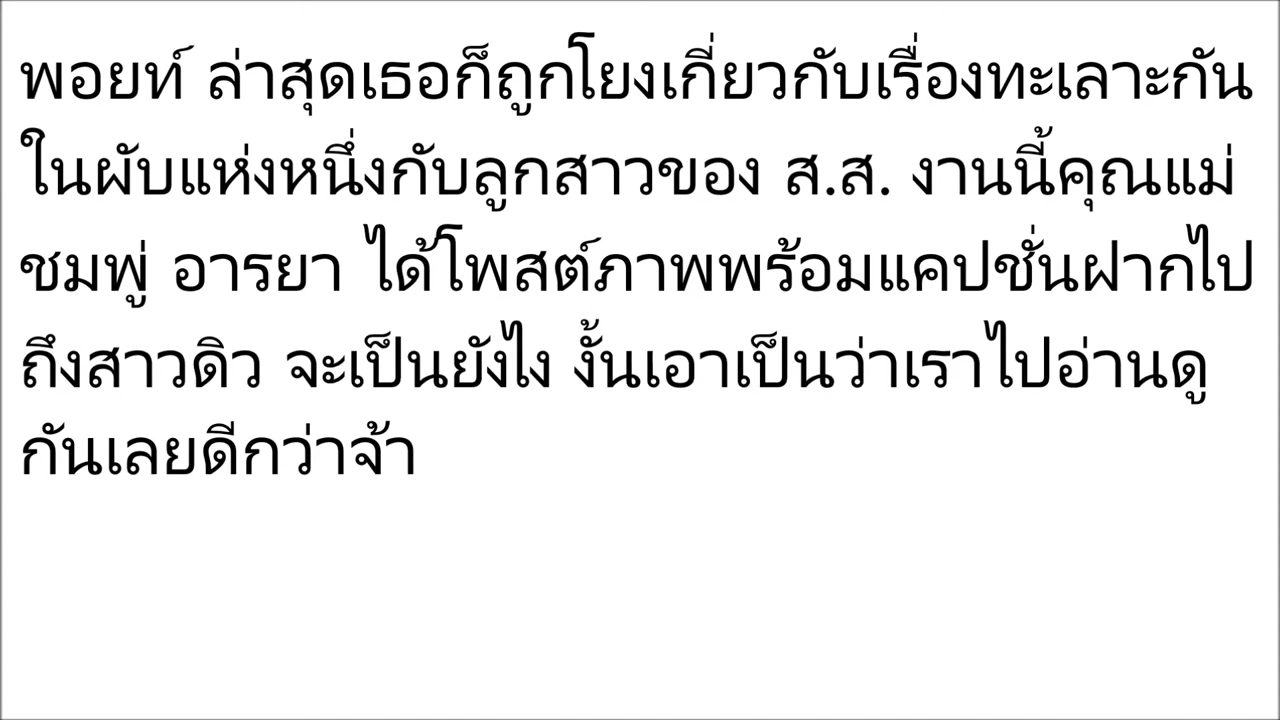 พอยท์ ล่าสุดเธอก็ถูกโยงเกี่ยวกับเรื่องทะเลาะกัน
ในผับแห่งหนึ่งกับลูกสาวของ ส.ส. งานนี้คุณแม่
ชมพู่ อารยา ได้โพสต์ภาพพร้อมแคปชั่นฝากไป
ถึงสาวดิว จะเป็นยังไง งั้นเอาเป็นว่าเราไปอ่านดู
กันเลยดีกว่าจ้า